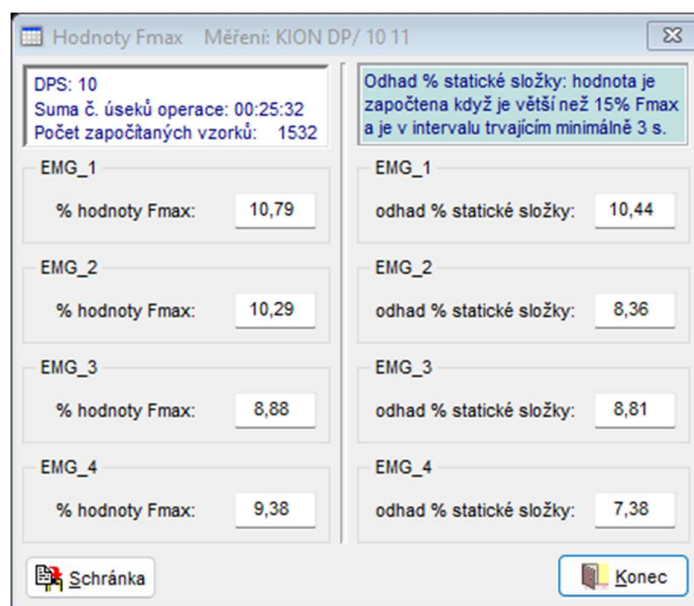 Hodnoty Fmax Měření: KION DP/ 10 11
DPS: 10
Suma č. úseků operace: 00:25:32
Počet započítaných vzorků: 1532
EMG_1
% hodnoty Fmax: 10,79
EMG_2
% hodnoty Fmax: 10,29
EMG_3
% hodnoty Fmax: 8,88
EMG_4
% hodnoty Fmax: 9,38
Schránka
Odhad % statické složky: hodnota je
započtena když je větší než 15% Fmax
a je v intervalu trvajícím minimálně 3 s.
EMG_1
odhad % statické složky: 10,44
EMG_2
odhad % statické složky: 8,36
EMG_3
odhad % statické složky: 8,81
EMG_4
odhad % statické složky: 7,38
Konec